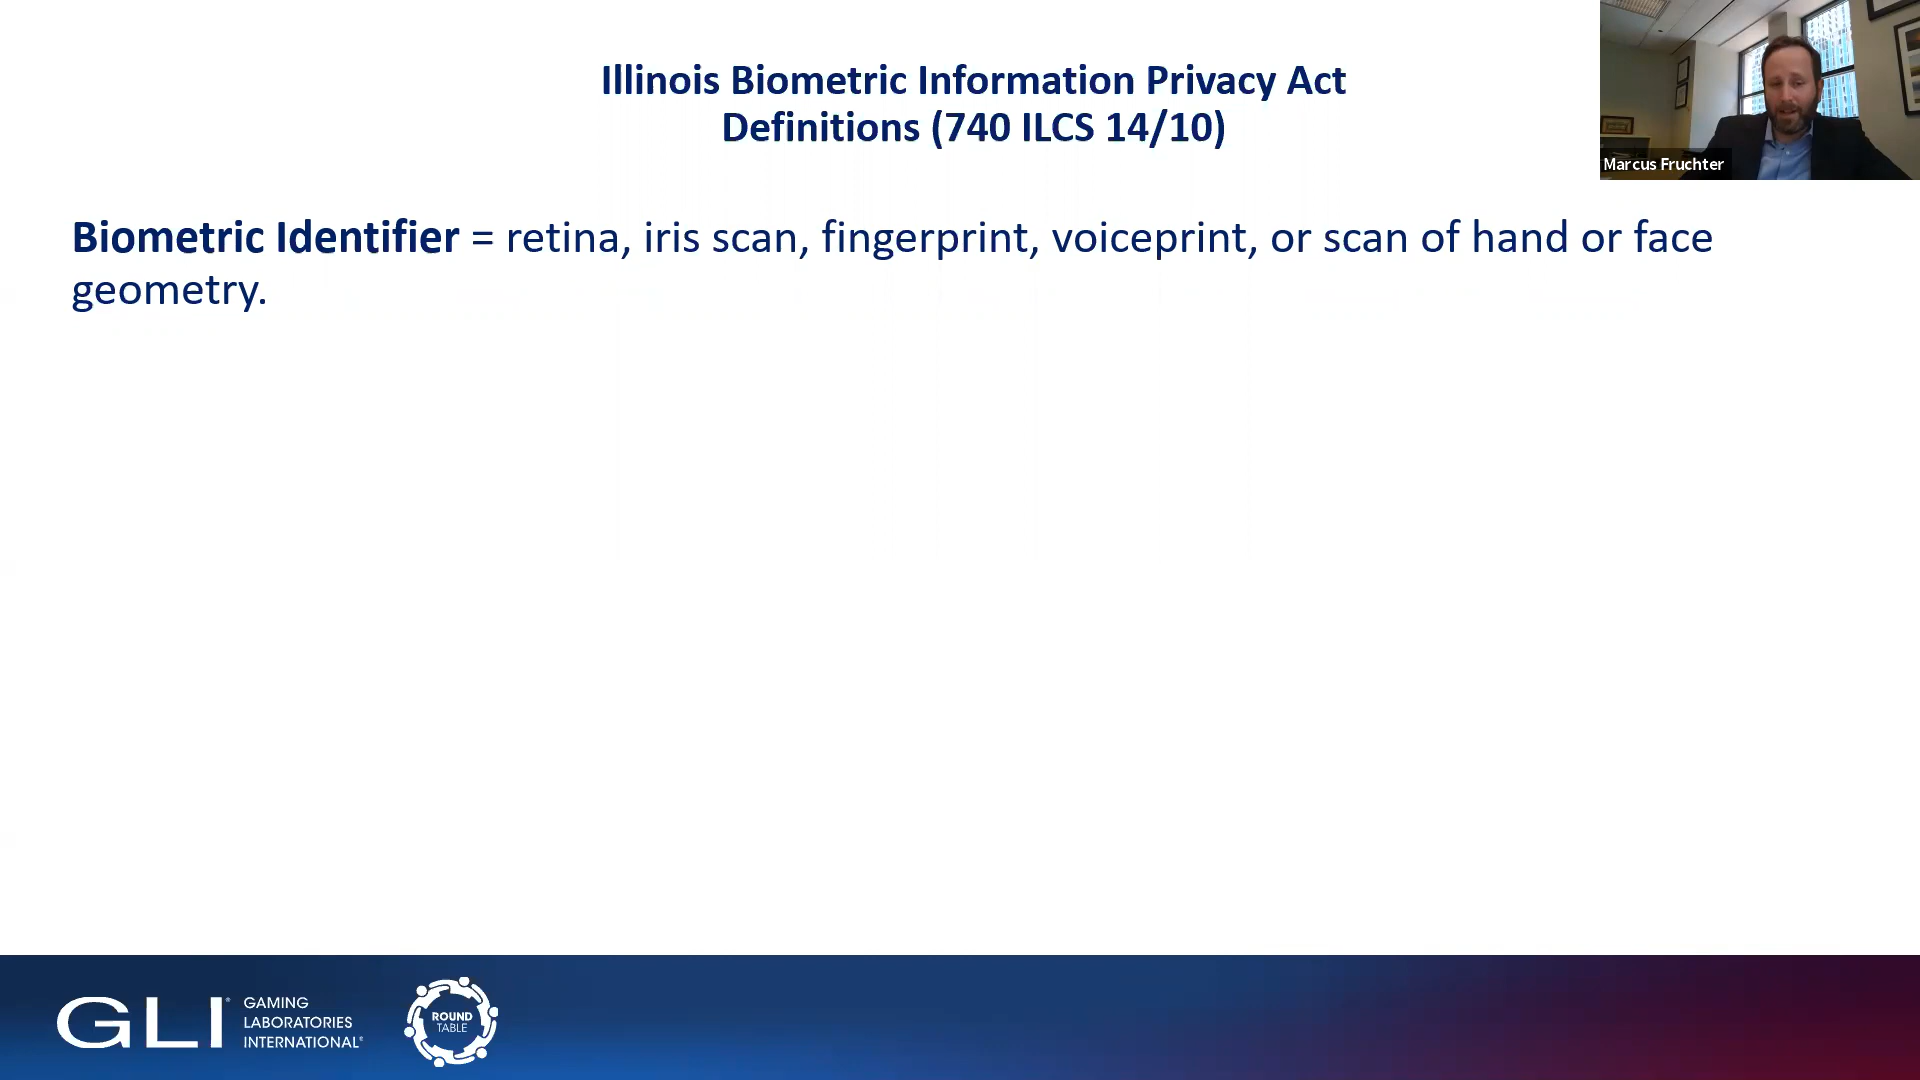 Illinois Biometric Information Privacy Act
Definitions (740 ILCS 14/10)
Marcus Fruchter
Biometric Identifier = retina, iris scan, fingerprint, voiceprint, or scan of hand or face
geometry.
GLI® GAMING
LABORATORIES
INTERNATIONAL®
ROUND
TABLE